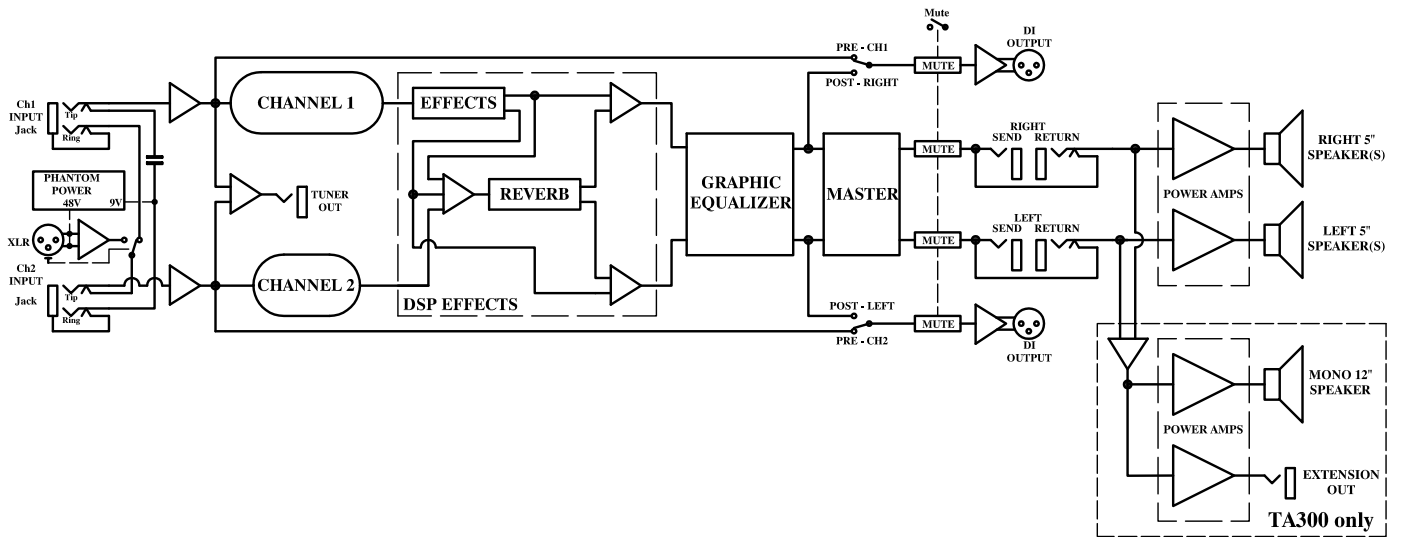 Mute
DI
OUTPUT
PRE - CH1
MUTE
POST - RIGHT
Ch1
INPUT
Jack
Tip
Ring
CHANNEL 1
EFFECTS
PHANTOM
POWER
48V
9V
TUNER
OUT
REVERB
GRAPHIC
EQUALIZER
MASTER
MUTE
RIGHT
SEND
RETURN
POWER AMPS
RIGHT 5"
SPEAKER(S)
XLR
Ch2
INPUT
Jack
Tip
Ring
CHANNEL 2
DSP EFFECTS
MUTE
LEFT
SEND
RETURN
LEFT 5"
SPEAKER(S)
POST - LEFT
PRE - CH2
MUTE
DI
OUTPUT
MONO 12"
SPEAKER
POWER AMPS
EXTENSION
OUT
TA300 only